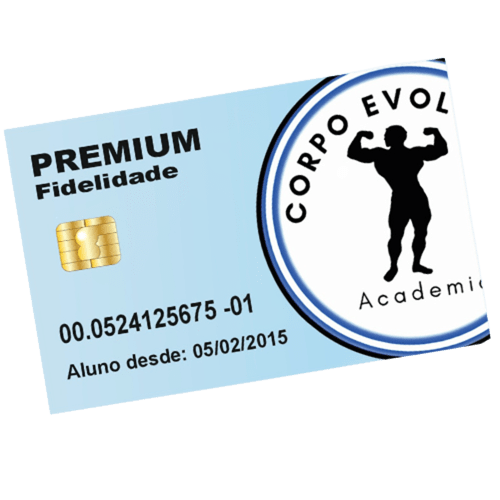 PREMIUM
Fidelidade
00.0524125675 -01
Aluno desde: 05/02/2015
CORPO EVOL
Academi